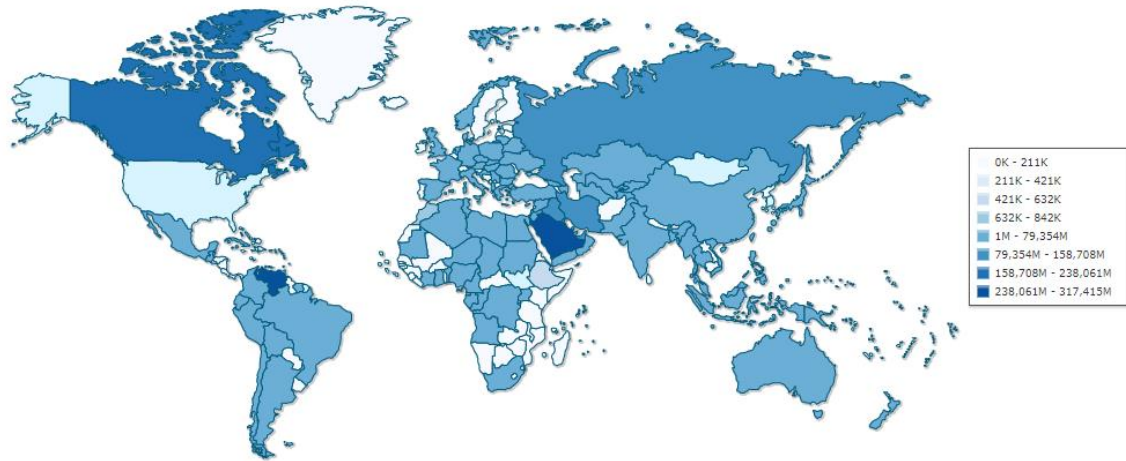 0K - 211K
211K - 421K
421K - 632K
632K - 842K
1M - 79,354M
79,354M - 158,708M
158,708M - 238,061M
238,061M - 317,415M